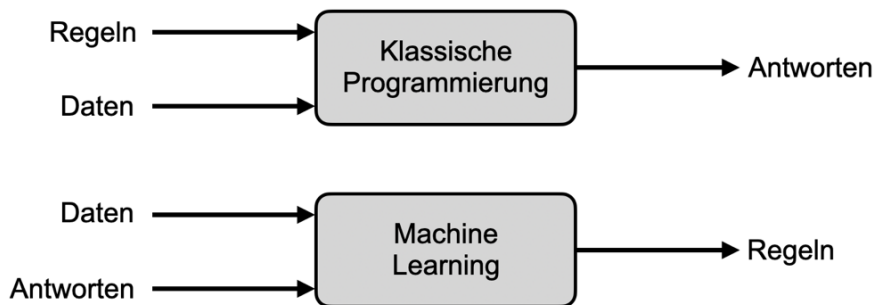 Regeln
Daten
Klassische
Programmierung
Antworten
Daten
Antworten
Machine
Learning
Regeln